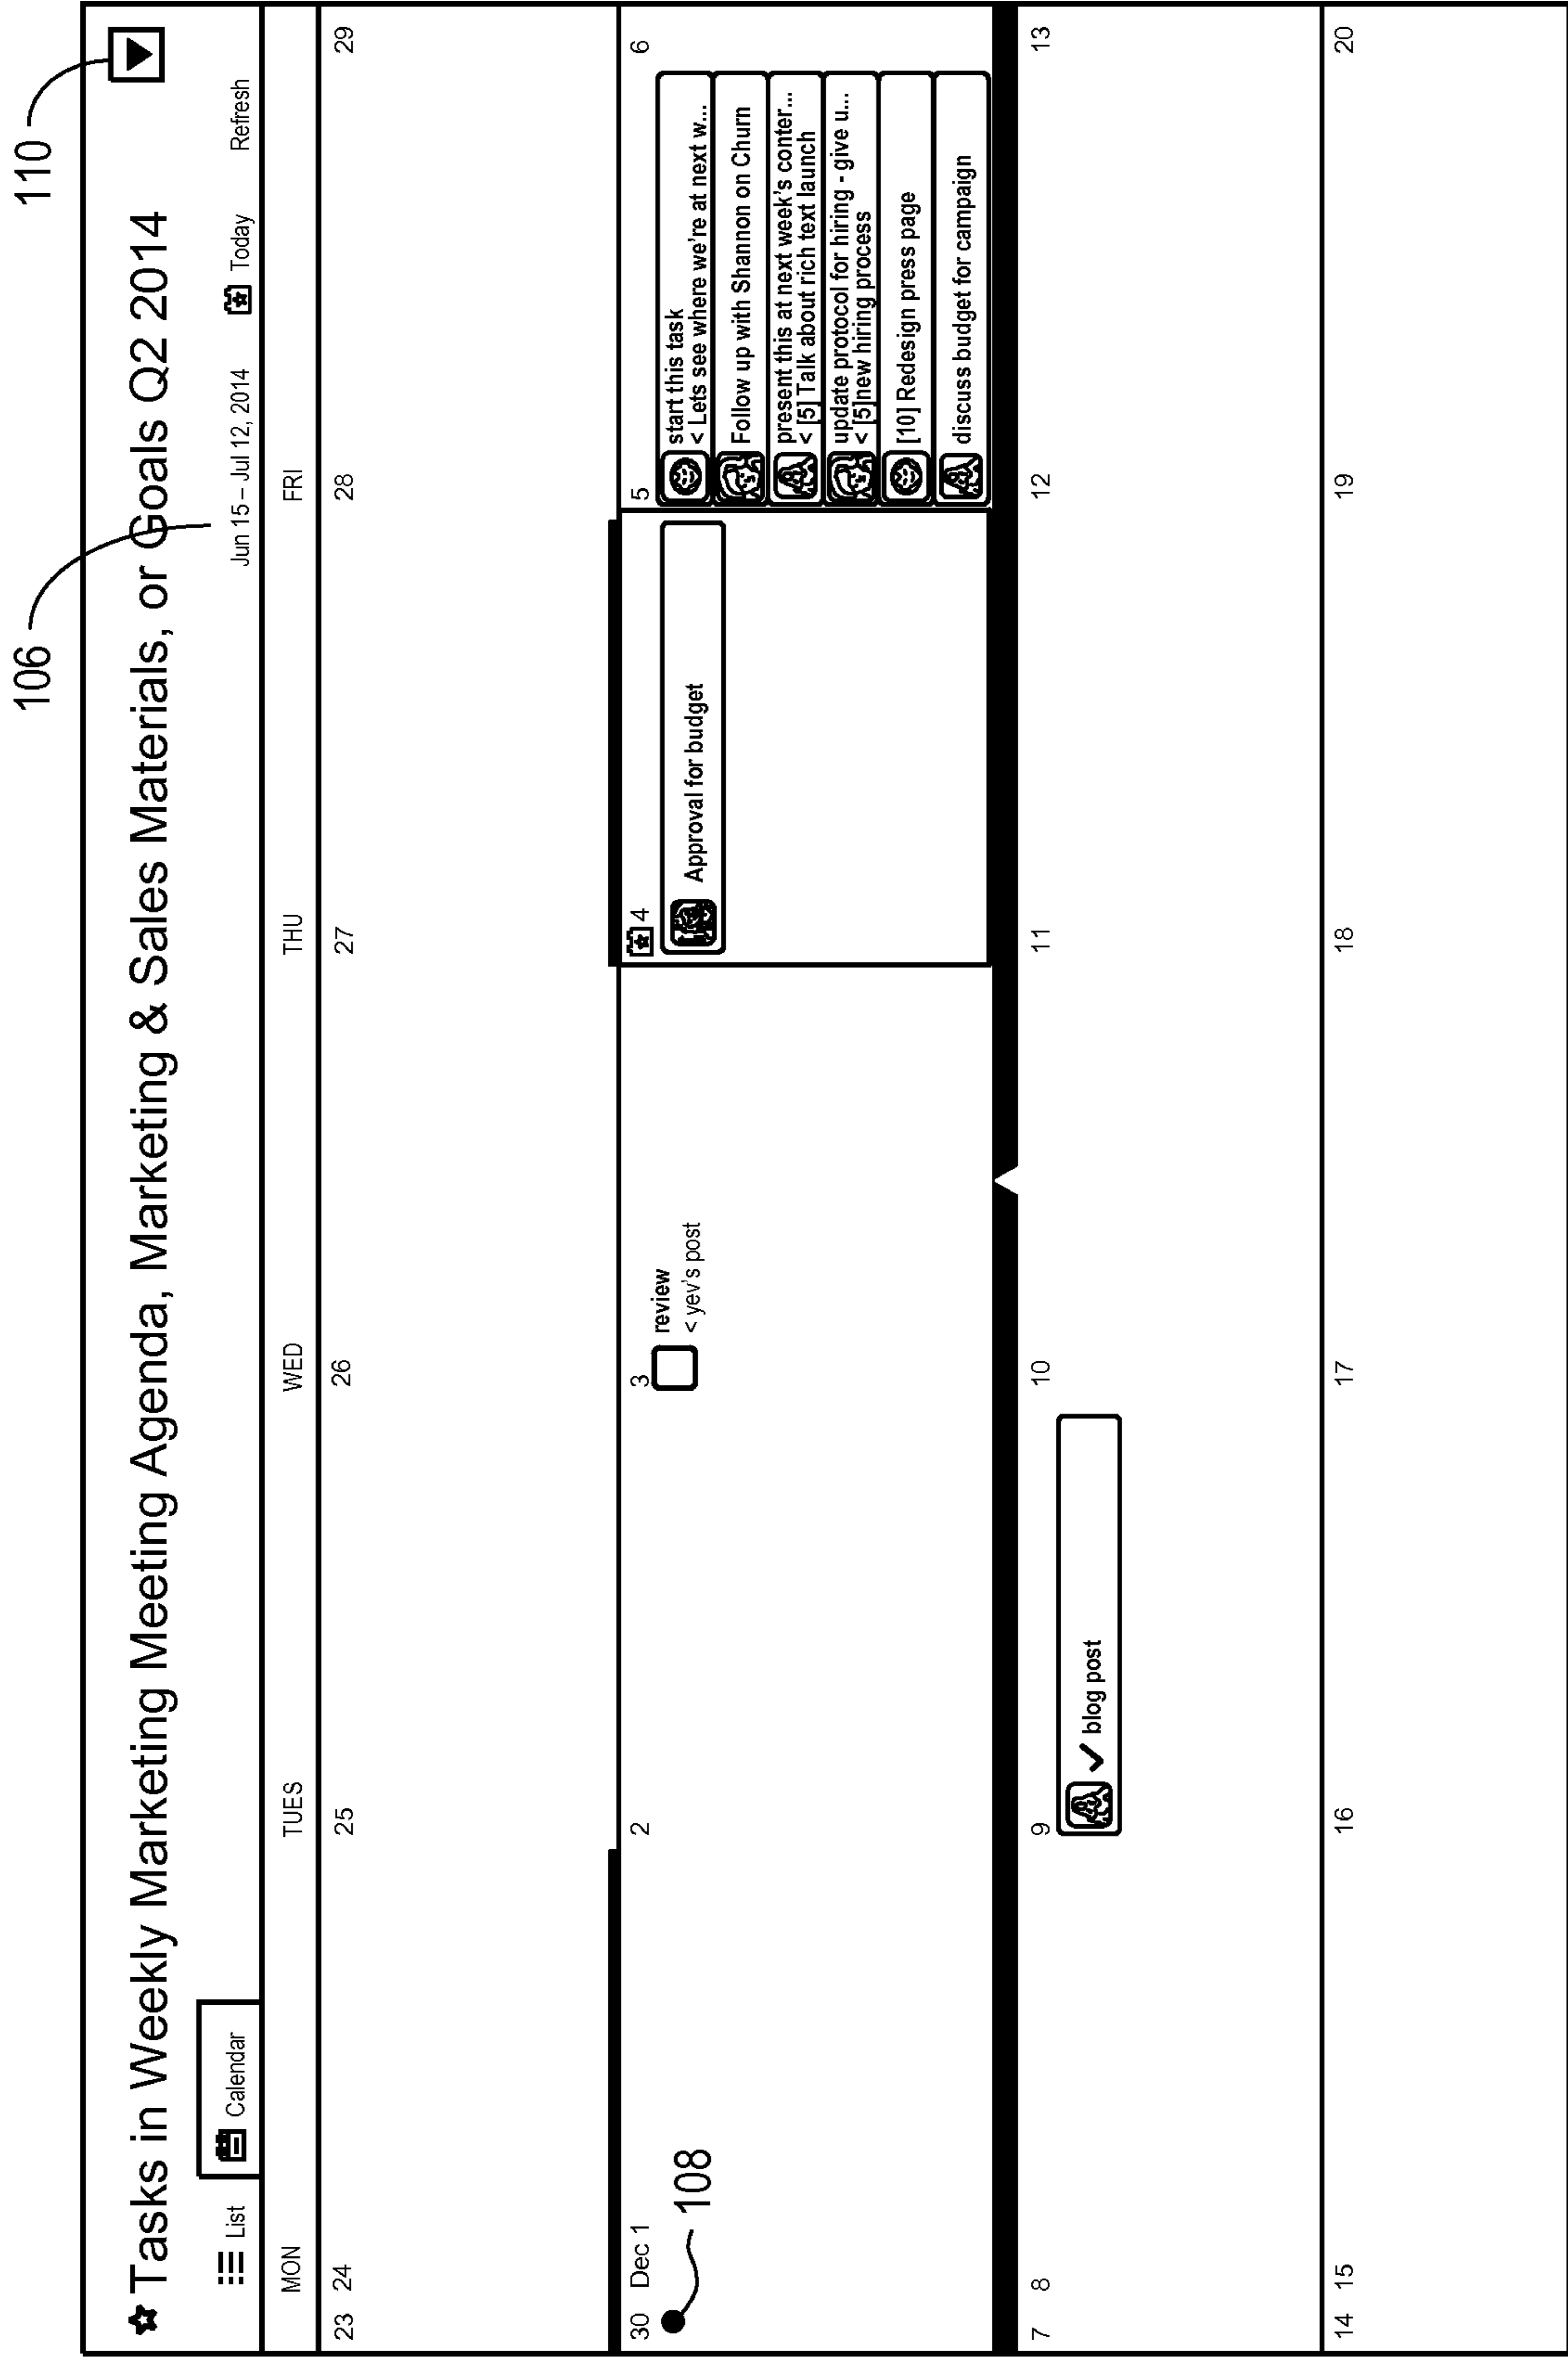 110
106
Tasks in Weekly Marketing Meeting Agenda, Marketing & Sales Materials, or Goals Q2 2014
List Calendar Jun 15 – Jul 12, 2014 Today Refresh
MON TUES WED THU FRI
23 24 25 26 27 28 29
30 Dec 1 2 3 4 5 6
108
review
< yev's post
Approval for budget
start this task
< Lets see where we're at next w...
Follow up with Shannon on Churn
present this at next week's conter...
< [5] Talk about rich text launch
update protocol for hiring - give u...
< [5]new hiring process
[10] Redesign press page
discuss budget for campaign
7 8 9 10 11 12 13
blog post
14 15 16 17 18 19 20